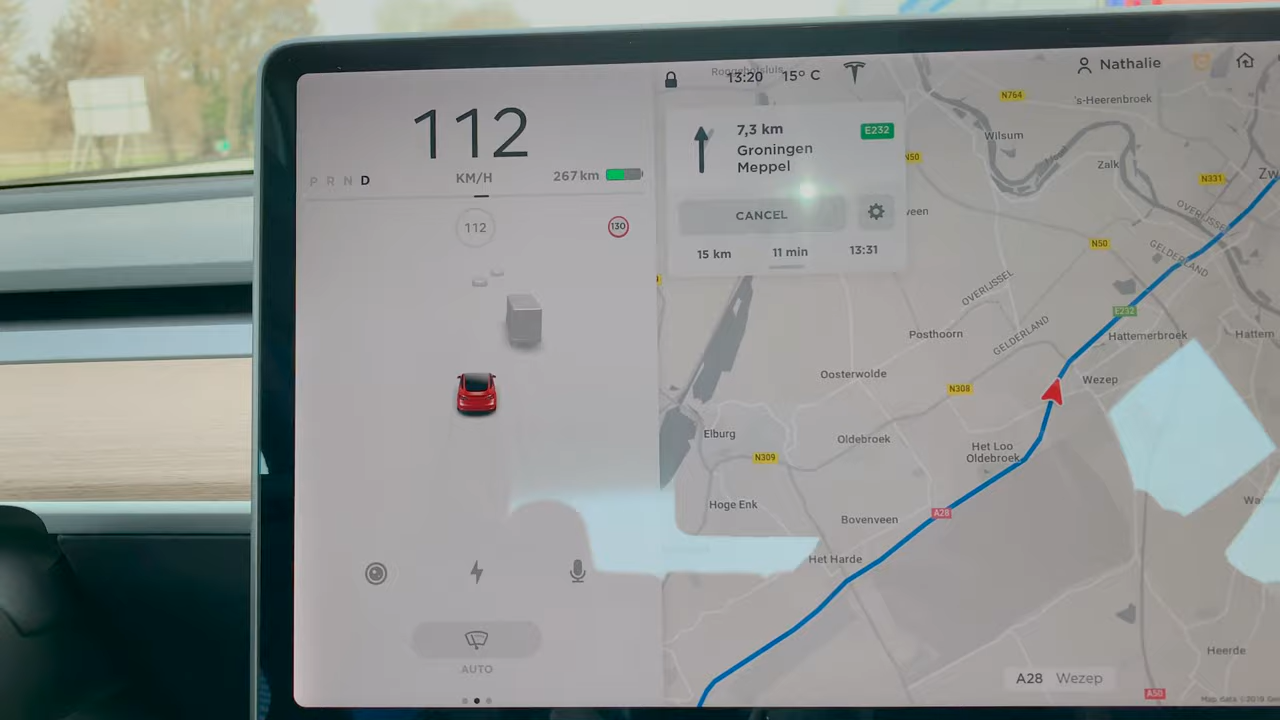 112
KM/H
P R N D
267 km
112
130
AUTO
13:20
15° C
Nathalie
7,3 km
E232
Groningen
Meppel
CANCEL
15 km
11 min
13:31
N764
's-Heerenbroek
Wilsum
N50
Zalk
N331
OVERIJSSEL
N50
GELDERLAND
OVERIJSSEL
E232
GELDERLAND
Posthoorn
Hattemerbroek
Hattem
Oosterwolde
N308
Wezep
Elburg
Oldebroek
Het Loo
Oldebroek
N309
Hoge Enk
Bovenveen
A28
Het Harde
Heerde
A28 Wezep
A50
Map data ©2019